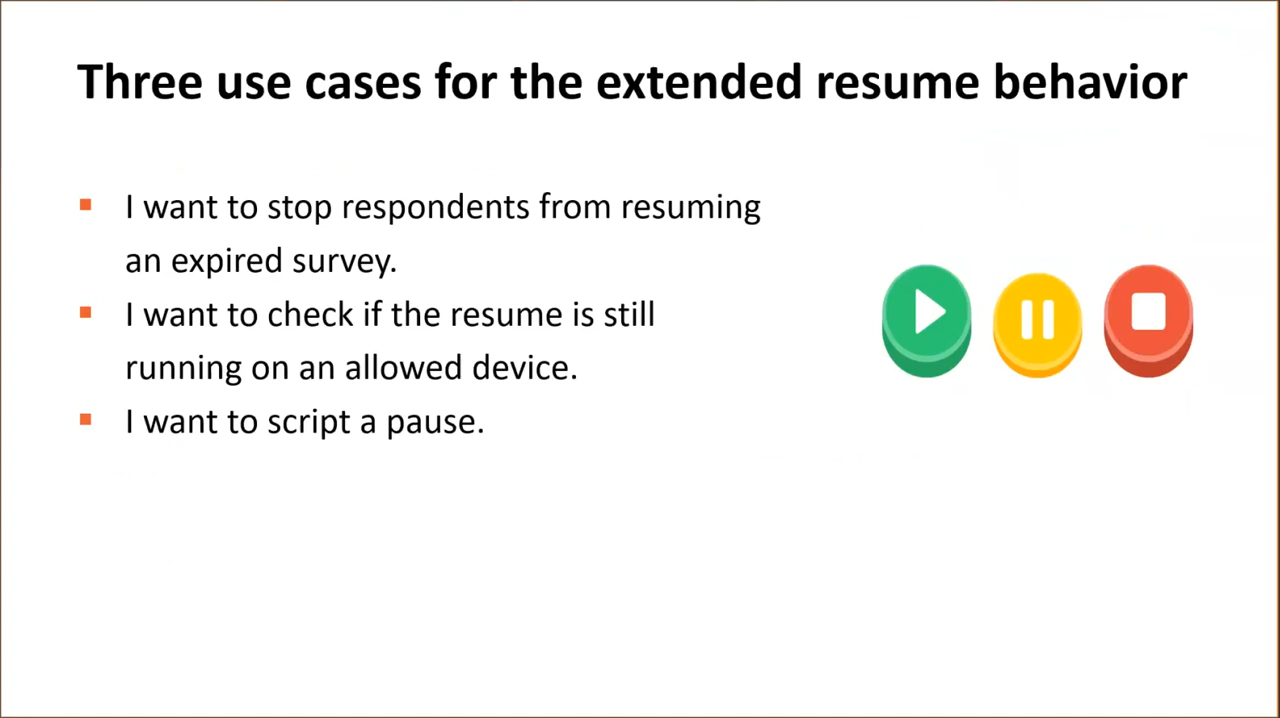 Three use cases for the extended resume behavior
I want to stop respondents from resuming
an expired survey.
I want to check if the resume is still
running on an allowed device.
I want to script a pause.